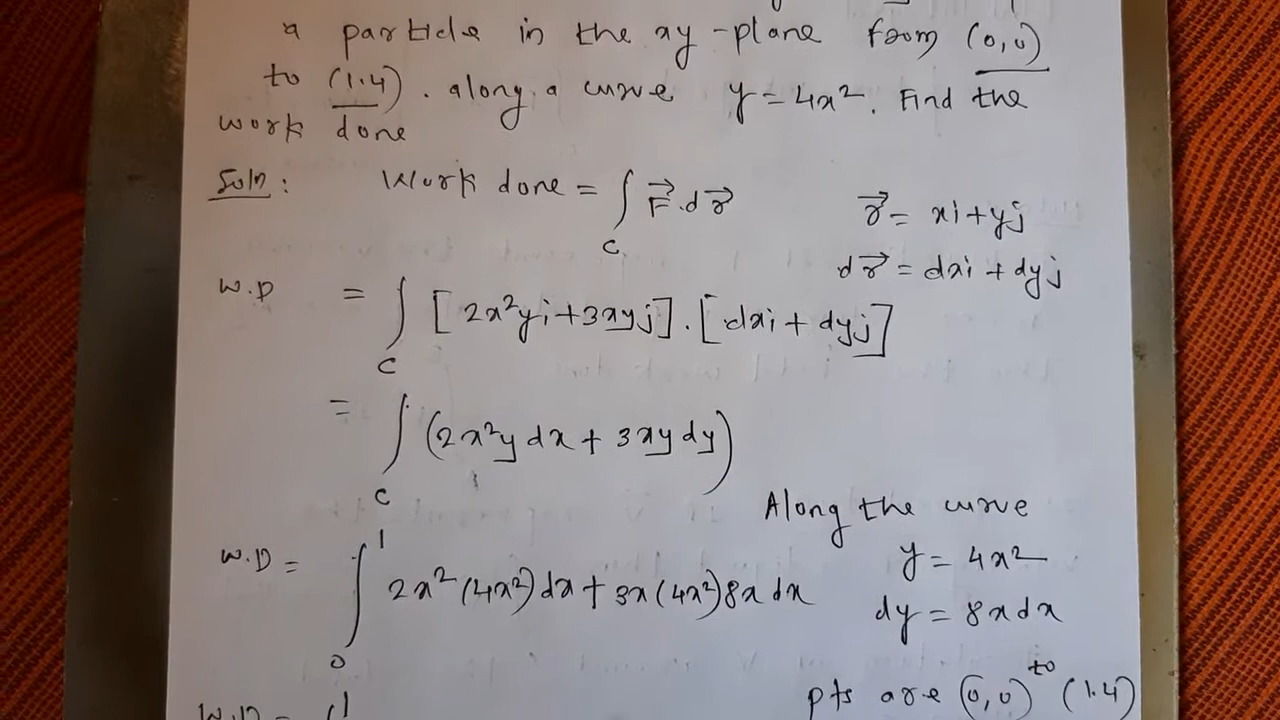 a particle in the xy-plane from (0,0)
to (1.4). along a curve y = 4x². Find the
work done
Soln: Work done = ∫_C F⃗.dr⃗ r⃗ = xi+yj
dr⃗ = dxi + dyj
W.D = ∫_C [2x²yi+3xyj].[dxi + dyj]
= ∫_C (2x²y dx + 3xy dy)
Along the curve
W.D = ∫_0^1 2x²(4x²)dx + 3x(4x²)8x dx y = 4x²
dy = 8x dx
pts are (0,0) to (1.4)
W.D =